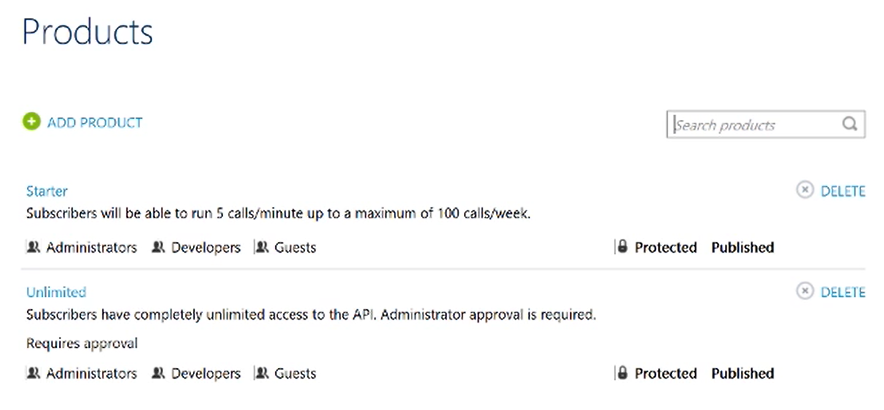 Products
ADD PRODUCT
Search products
Starter
DELETE
Subscribers will be able to run 5 calls/minute up to a maximum of 100 calls/week.
Administrators Developers Guests Protected Published
Unlimited
DELETE
Subscribers have completely unlimited access to the API. Administrator approval is required.
Requires approval
Administrators Developers Guests Protected Published